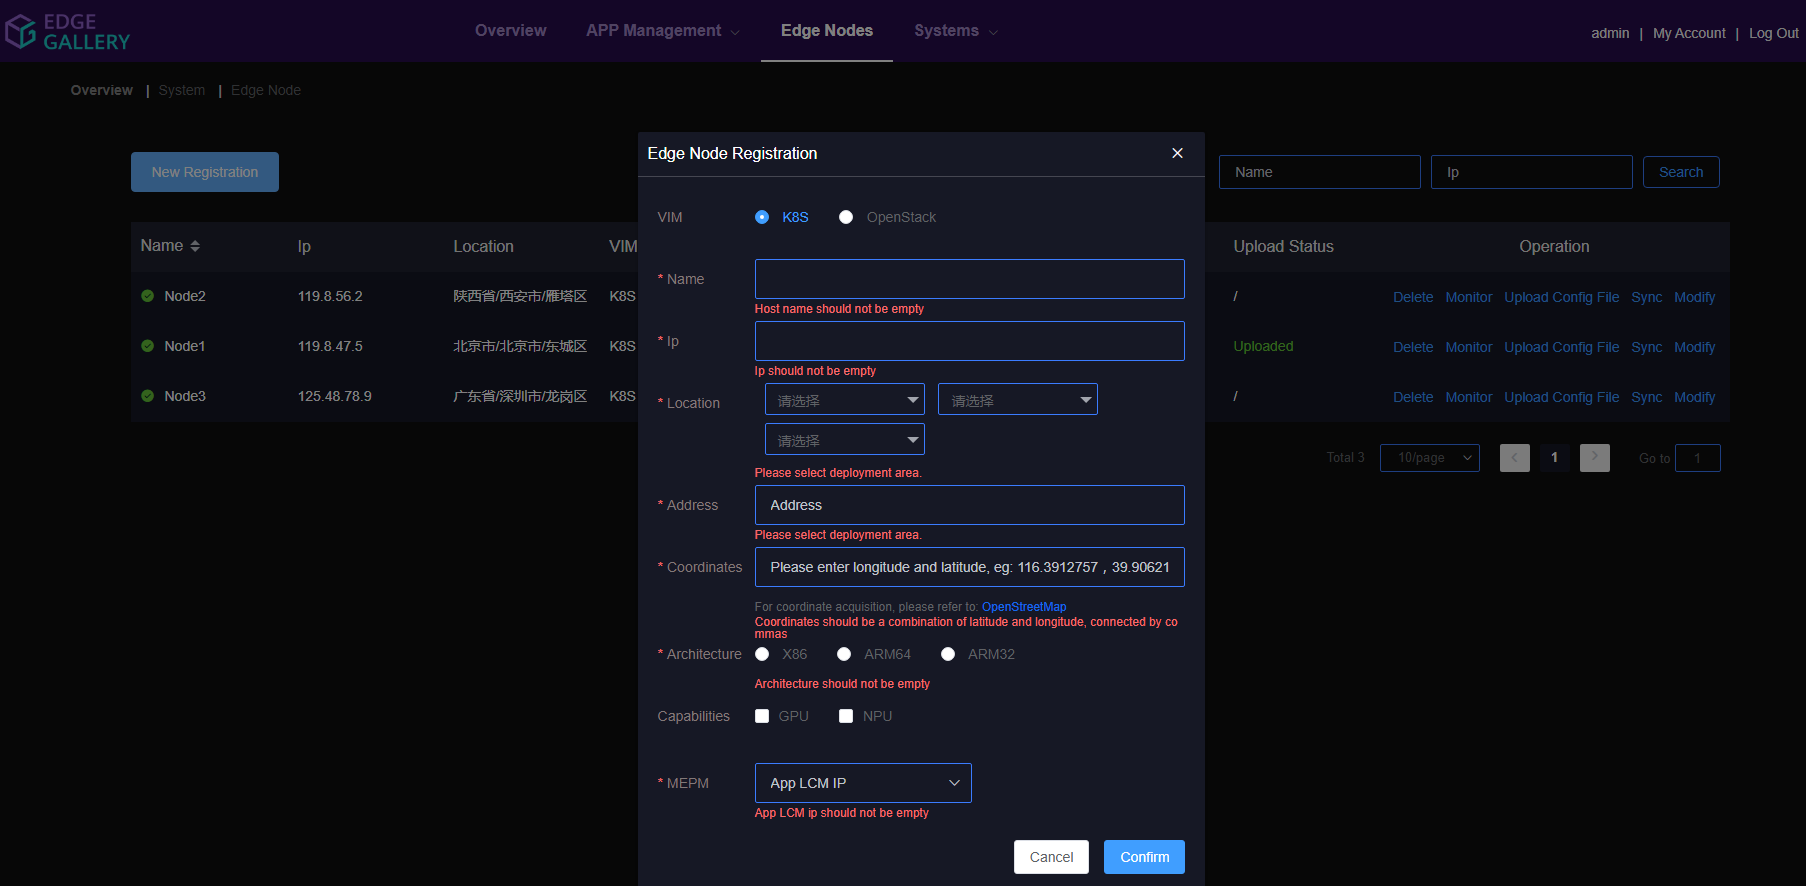 EDGE
GALLERY
Overview APP Management Edge Nodes Systems
admin | My Account | Log Out
Overview | System | Edge Node
New Registration
Name Ip Search
Name Ip Location VIM Upload Status Operation
Node2 119.8.56.2 陕西省/西安市/雁塔区 K8S / Delete Monitor Upload Config File Sync Modify
Node1 119.8.47.5 北京市/北京市/东城区 K8S Uploaded Delete Monitor Upload Config File Sync Modify
Node3 125.48.78.9 广东省/深圳市/龙岗区 K8S / Delete Monitor Upload Config File Sync Modify
Total 3 10/page 1 Go to 1
Edge Node Registration
VIM K8S OpenStack
* Name
Host name should not be empty
* Ip
Ip should not be empty
* Location 请选择 请选择
请选择
Please select deployment area.
* Address Address
Please select deployment area.
* Coordinates Please enter longitude and latitude, eg: 116.3912757，39.90621
For coordinate acquisition, please refer to: OpenStreetMap
Coordinates should be a combination of latitude and longitude, connected by co
mmas
* Architecture X86 ARM64 ARM32
Architecture should not be empty
Capabilities GPU NPU
* MEPM App LCM IP
App LCM ip should not be empty
Cancel Confirm